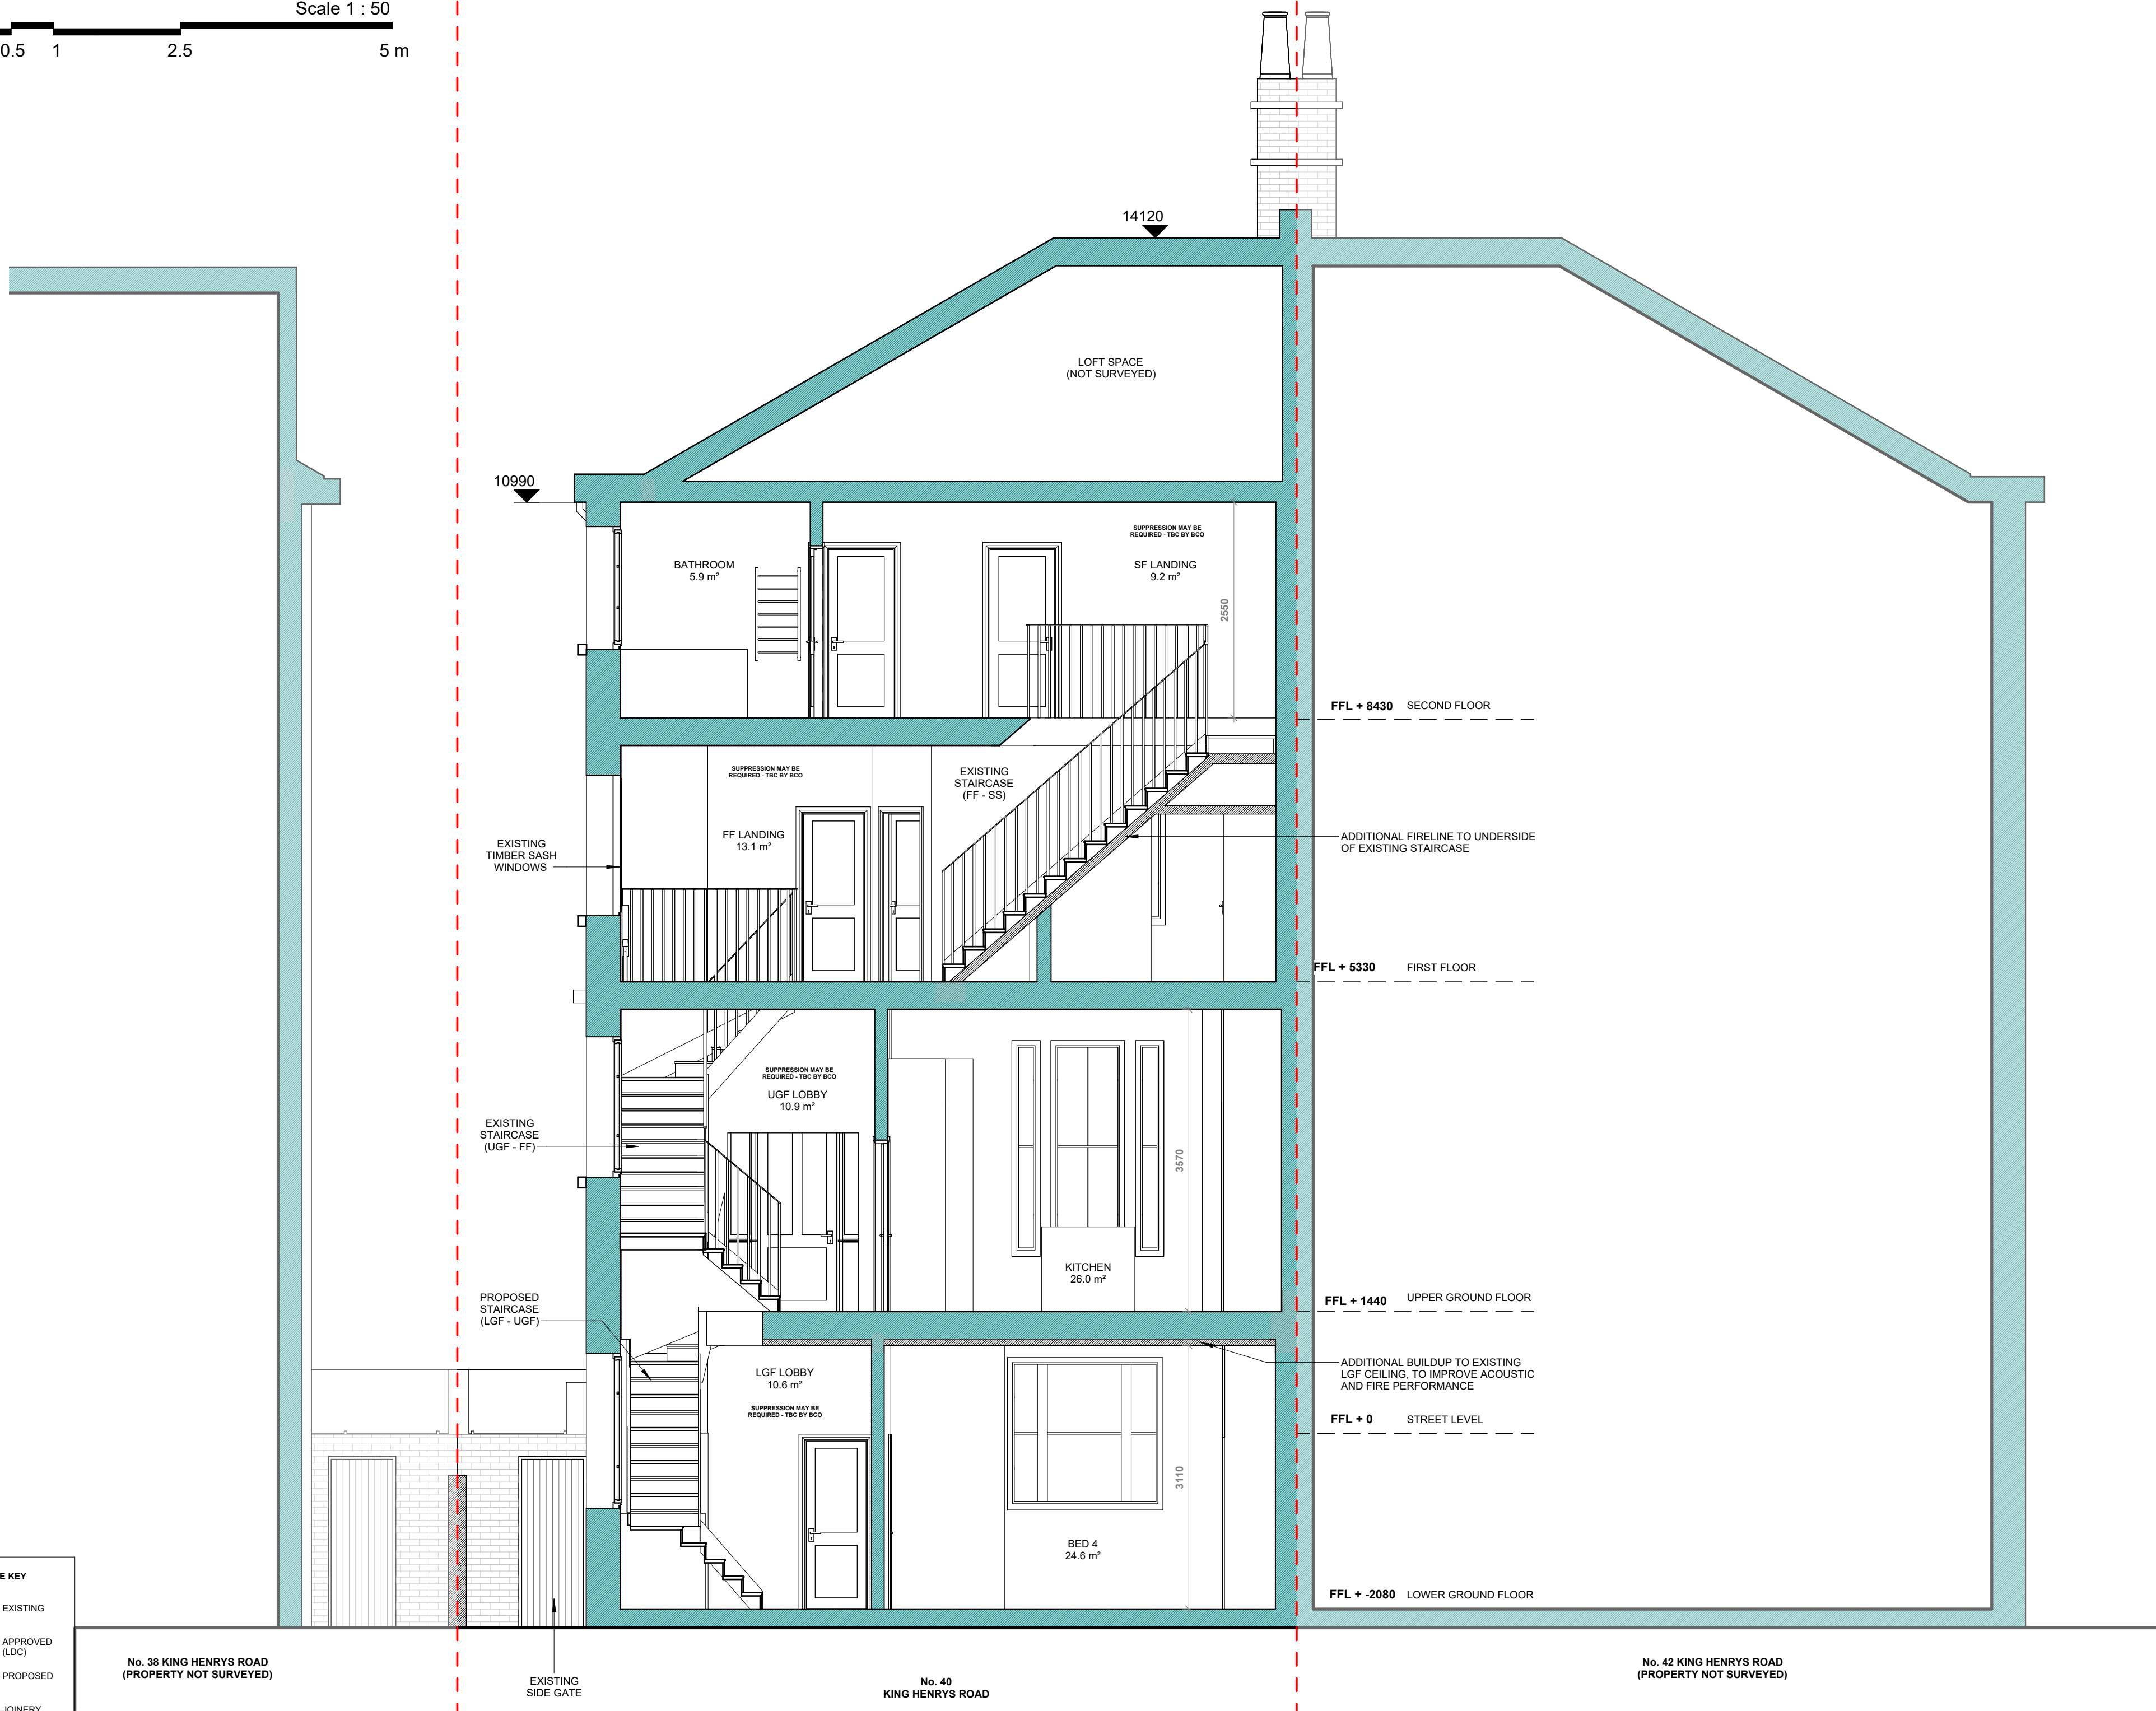 Scale 1 : 50
0.5 1 2.5 5 m
14120
LOFT SPACE
(NOT SURVEYED)
10990
BATHROOM
5.9 m²
SUPPRESSION MAY BE
REQUIRED - TBC BY BCO
SF LANDING
9.2 m²
2550
FFL + 8430 SECOND FLOOR
SUPPRESSION MAY BE
REQUIRED - TBC BY BCO
EXISTING
STAIRCASE
(FF - SS)
FF LANDING
13.1 m²
EXISTING
TIMBER SASH
WINDOWS
ADDITIONAL FIRELINE TO UNDERSIDE
OF EXISTING STAIRCASE
FFL + 5330 FIRST FLOOR
SUPPRESSION MAY BE
REQUIRED - TBC BY BCO
UGF LOBBY
10.9 m²
EXISTING
STAIRCASE
(UGF - FF)
3570
KITCHEN
26.0 m²
PROPOSED
STAIRCASE
(LGF - UGF)
FFL + 1440 UPPER GROUND FLOOR
LGF LOBBY
10.6 m²
SUPPRESSION MAY BE
REQUIRED - TBC BY BCO
ADDITIONAL BUILDUP TO EXISTING
LGF CEILING, TO IMPROVE ACOUSTIC
AND FIRE PERFORMANCE
FFL + 0 STREET LEVEL
3110
BED 4
24.6 m²
FFL + -2080 LOWER GROUND FLOOR
E KEY
EXISTING
APPROVED
(LDC)
PROPOSED
JOINERY
No. 38 KING HENRYS ROAD
(PROPERTY NOT SURVEYED)
EXISTING
SIDE GATE
No. 40
KING HENRYS ROAD
No. 42 KING HENRYS ROAD
(PROPERTY NOT SURVEYED)